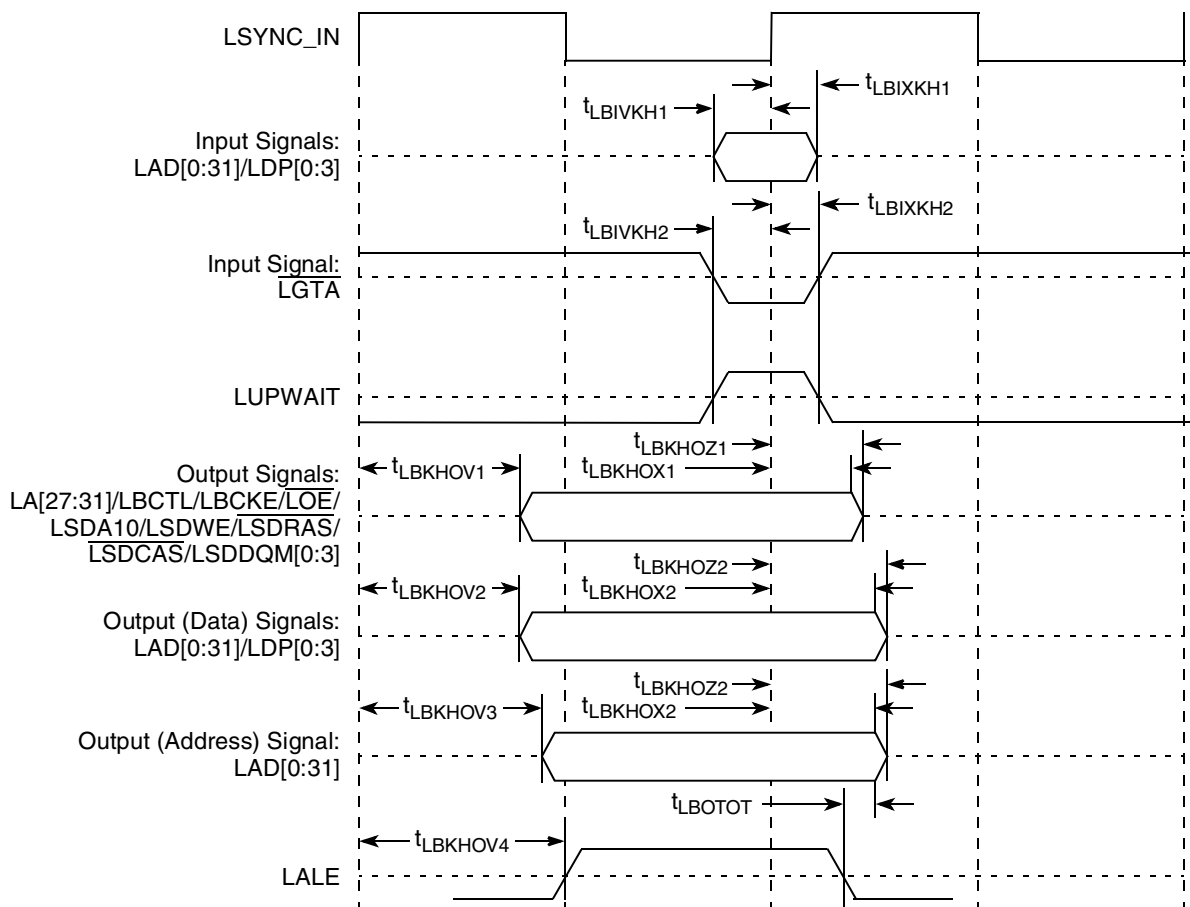 LSYNC_IN
tLBIXKH1
tLBIVKH1
Input Signals:
LAD[0:31]/LDP[0:3]
tLBIXKH2
tLBIVKH2
Input Signal:
LGTA
LUPWAIT
tLBKHOZ1
tLBKHOV1
tLBKHOX1
Output Signals:
LA[27:31]/LBCTL/LBCKE/LOE/
LSDA10/LSDWE/LSDRAS/
LSDCAS/LSDDQM[0:3]
tLBKHOZ2
tLBKHOV2
tLBKHOX2
Output (Data) Signals:
LAD[0:31]/LDP[0:3]
tLBKHOZ2
tLBKHOV3
tLBKHOX2
Output (Address) Signal:
LAD[0:31]
tLBOTOT
tLBKHOV4
LALE